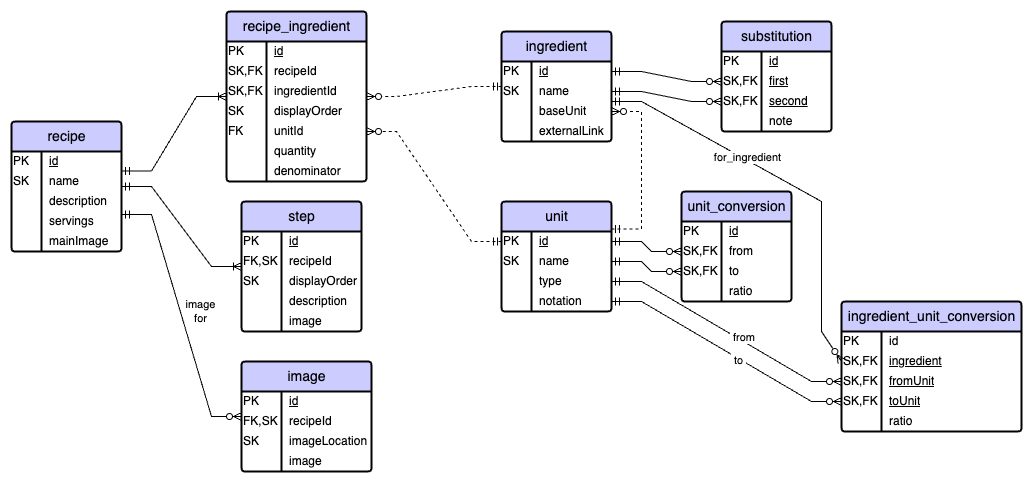 recipe
PK id
SK name
description
servings
mainImage
recipe_ingredient
PK id
SK,FK recipeId
SK,FK ingredientId
SK displayOrder
FK unitId
quantity
denominator
step
PK id
FK,SK recipeId
SK displayOrder
description
image
image
for
image
PK id
FK,SK recipeId
SK imageLocation
image
ingredient
PK id
SK name
baseUnit
externalLink
unit
PK id
SK name
type
notation
substitution
PK id
SK,FK first
SK,FK second
note
for_ingredient
unit_conversion
PK id
SK,FK from
SK,FK to
ratio
from
to
ingredient_unit_conversion
PK id
SK,FK ingredient
SK,FK fromUnit
SK,FK toUnit
ratio